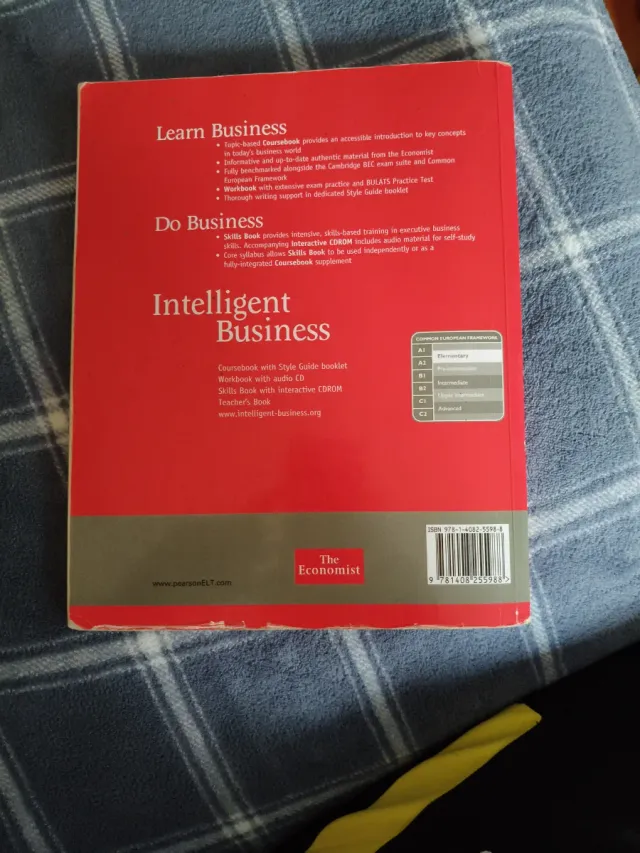 Learn Business
• Topic-based Coursebook provides an accessible introduction to key concepts
in today's business world
• Informative and up-to-date authentic material from the Economist
• Fully benchmarked alongside the Cambridge BEC exam suite and Common
European Framework
• Workbook with extensive exam practice and BULATS Practice Test
• Thorough writing support in dedicated Style Guide booklet
Do Business
• Skills Book provides intensive, skills-based training in executive business
skills. Accompanying Interactive CDROM includes audio material for self-study
• Core syllabus allows Skills Book to be used independently or as a
fully-integrated Coursebook supplement
Intelligent
Business
Coursebook with Style Guide booklet
Workbook with audio CD
Skills Book with interactive CDROM
Teacher's Book
www.intelligent-business.org
COMMON EUROPEAN FRAMEWORK
A1
Elementary
A2
Pre-Intermediate
B1
Intermediate
B2
Upper Intermediate
C1
Advanced
C2
www.pearsonELT.com
The
Economist
ISBN 978-1-4082-5598-8
9 781408 255988 >